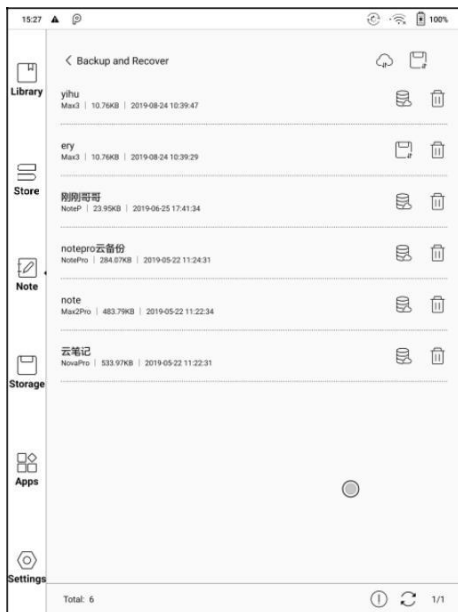 15:27
100%
Backup and Recover
Library
yihu
Max3 | 10.76KB | 2019-08-24 10:39:47
ery
Max3 | 10.76KB | 2019-08-24 10:39:29
Store
刚刚哥哥
NoteP | 23.95KB | 2019-06-25 17:41:34
notepro云备份
NotePro | 284.07KB | 2019-05-22 11:24:31
Note
note
Max2Pro | 483.79KB | 2019-05-22 11:22:34
云笔记
NovaPro | 533.97KB | 2019-05-22 11:22:31
Storage
Apps
Settings
Total: 6
1/1